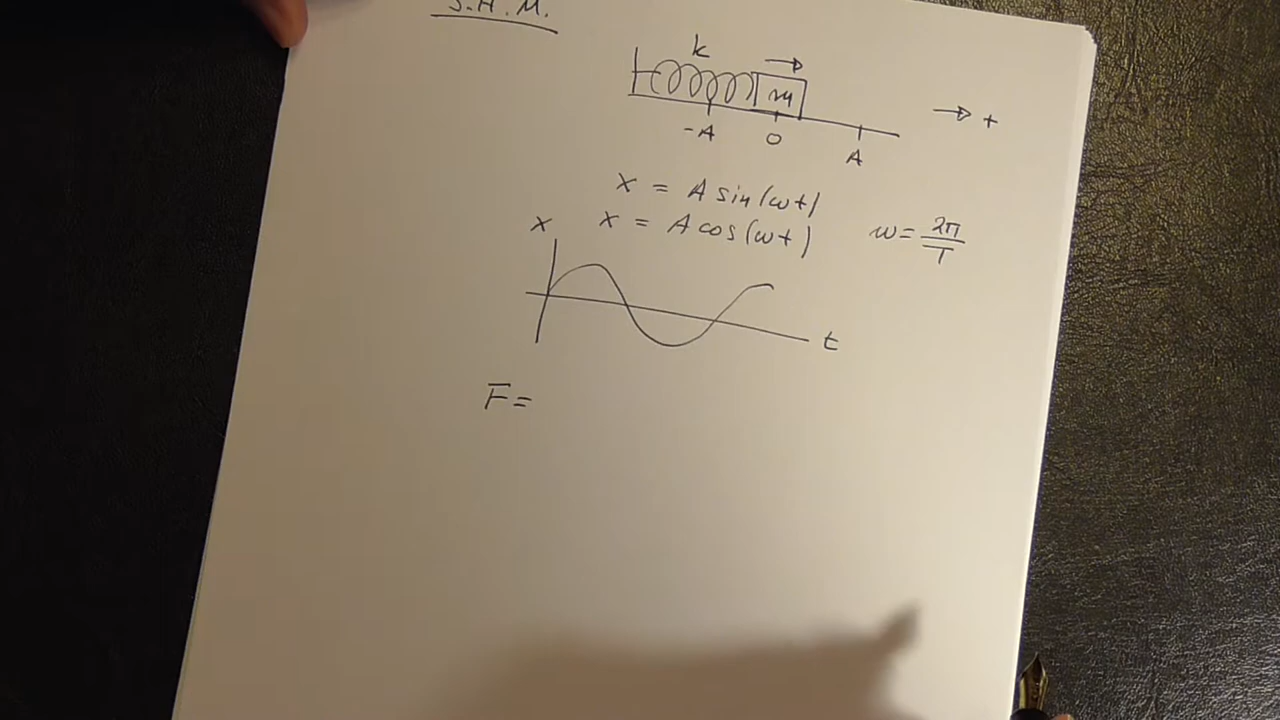 S.H.M.
k
m
-A 0 A
→ +
x = A sin(ωt)
x = A cos(ωt) ω = 2π/T
x
t
F =